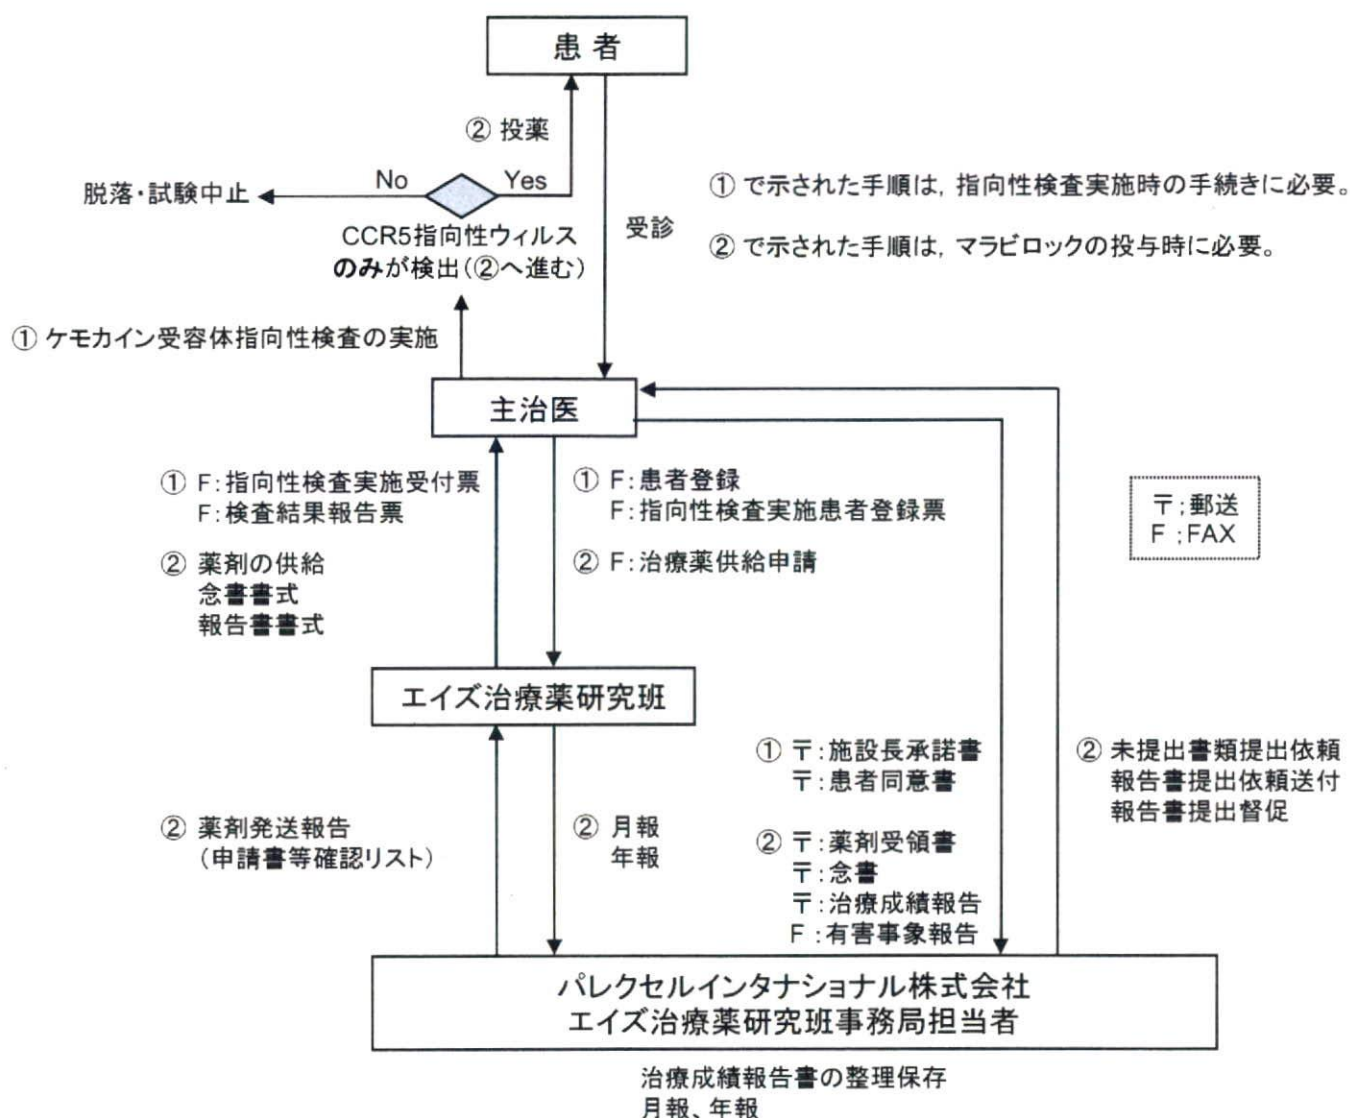 患 者
② 投薬
No
Yes
脱落・試験中止
CCR5指向性ウィルス
のみが検出(②へ進む)
受診
① で示された手順は，指向性検査実施時の手続きに必要。
② で示された手順は，マラビロックの投与時に必要。
① ケモカイン受容体指向性検査の実施
主治医
① F:指向性検査実施受付票
F:検査結果報告票
② 薬剤の供給
念書書式
報告書書式
① F:患者登録
F:指向性検査実施患者登録票
② F:治療薬供給申請
〒;郵送
F ;FAX
エイズ治療薬研究班
② 薬剤発送報告
(申請書等確認リスト)
② 月報
年報
① 〒:施設長承諾書
〒:患者同意書
② 〒:薬剤受領書
〒:念書
〒:治療成績報告
F:有害事象報告
② 未提出書類提出依頼
報告書提出依頼送付
報告書提出督促
パレクセルインタナショナル株式会社
エイズ治療薬研究班事務局担当者
治療成績報告書の整理保存
月報、年報